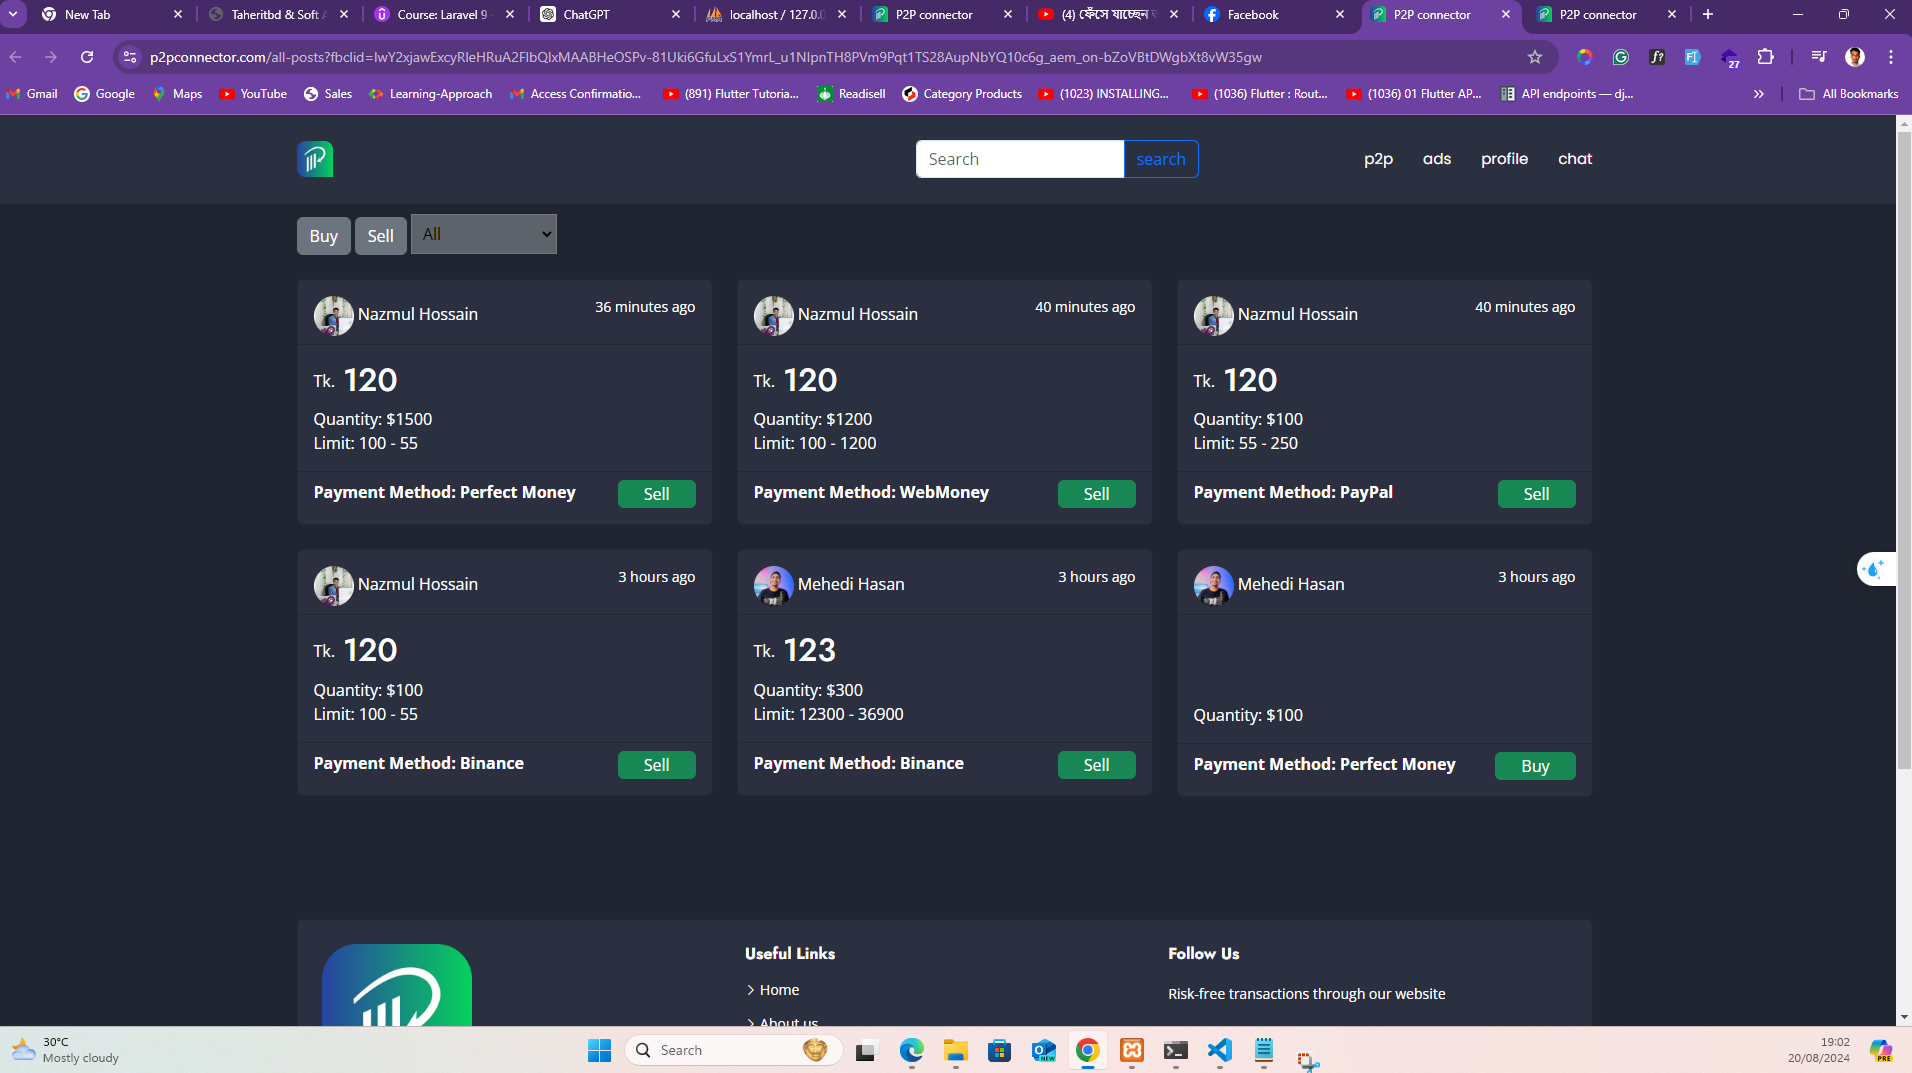 New Tab
Taheritbd & Soft
Course: Laravel 9
ChatGPT
localhost / 127.0.0
P2P connector
(4) ফেঁসে যাচ্ছেন
Facebook
P2P connector
P2P connector
p2pconnector.com/all-posts?fbclid=IwY2xjawExcyRleHRuA2FlbQIxMAABHeOSPv-81Uki6GfuLxS1YmrL_u1NIpnTH8PVm9Pqt1TS28AupNbYQ10c6g_aem_on-bZoVBtDWgbXt8vW35gw
27
Gmail
Google
Maps
YouTube
Sales
Learning-Approach
Access Confirmatio...
(891) Flutter Tutoria...
Readisell
Category Products
(1023) INSTALLING...
(1036) Flutter : Rout...
(1036) 01 Flutter AP...
API endpoints — dj...
All Bookmarks
Search
search
p2p
ads
profile
chat
Buy
Sell
All
Nazmul Hossain
36 minutes ago
Tk. 120
Quantity: $1500
Limit: 100 - 55
Payment Method: Perfect Money
Sell
Nazmul Hossain
40 minutes ago
Tk. 120
Quantity: $1200
Limit: 100 - 1200
Payment Method: WebMoney
Sell
Nazmul Hossain
40 minutes ago
Tk. 120
Quantity: $100
Limit: 55 - 250
Payment Method: PayPal
Sell
Nazmul Hossain
3 hours ago
Tk. 120
Quantity: $100
Limit: 100 - 55
Payment Method: Binance
Sell
Mehedi Hasan
3 hours ago
Tk. 123
Quantity: $300
Limit: 12300 - 36900
Payment Method: Binance
Sell
Mehedi Hasan
3 hours ago
Quantity: $100
Payment Method: Perfect Money
Buy
Useful Links
Home
About us
Follow Us
Risk-free transactions through our website
30°C
Mostly cloudy
Search
NEW
19:02
20/08/2024
PRE